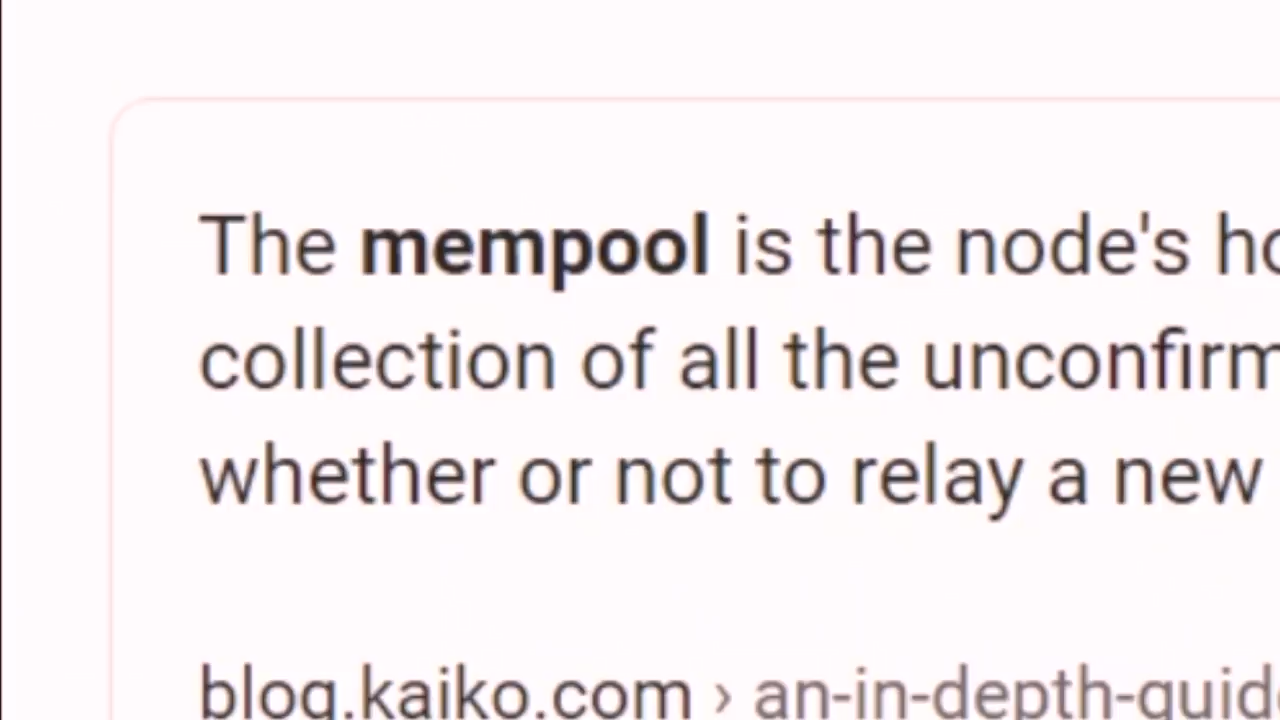 The mempool is the node's ho
collection of all the unconfirm
whether or not to relay a new
blog.kaiko.com › an-in-depth-guid